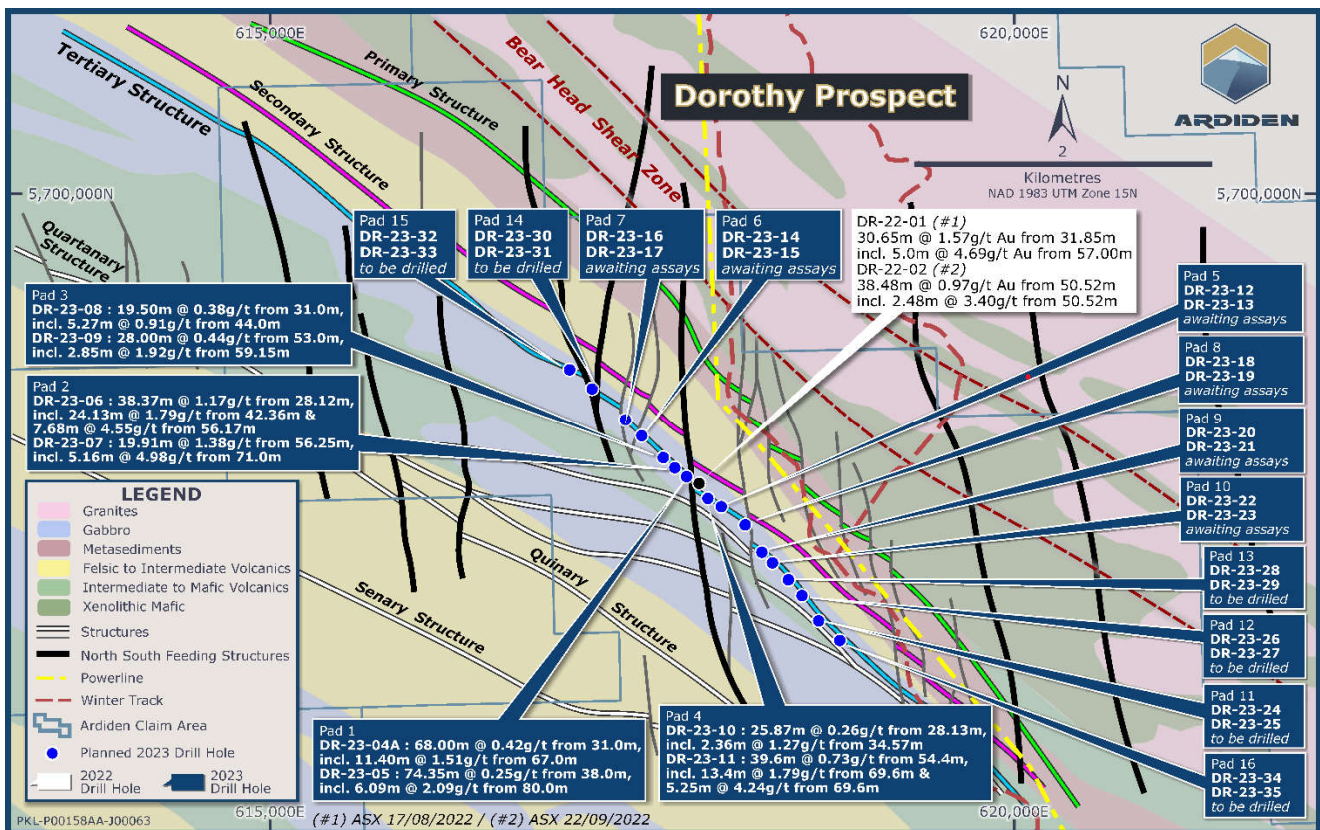 615,000E
620,000E
Tertiary Structure
Secondary Structure
Primary Structure
Bear Head Shear Zone
Dorothy Prospect
N
2
Kilometres
NAD 1983 UTM Zone 15N
ARDIDEN
5,700,000N
5,700,000N
Quartanary
Structure
Pad 15
DR-23-32
DR-23-33
to be drilled
Pad 14
DR-23-30
DR-23-31
to be drilled
Pad 7
DR-23-16
DR-23-17
awaiting assays
Pad 6
DR-23-14
DR-23-15
awaiting assays
DR-22-01 (#1)
30.65m @ 1.57g/t Au from 31.85m
incl. 5.0m @ 4.69g/t Au from 57.00m
DR-22-02 (#2)
38.48m @ 0.97g/t Au from 50.52m
incl. 2.48m @ 3.40g/t from 50.52m
Pad 5
DR-23-12
DR-23-13
awaiting assays
Pad 3
DR-23-08 : 19.50m @ 0.38g/t from 31.0m,
incl. 5.27m @ 0.91g/t from 44.0m
DR-23-09 : 28.00m @ 0.44g/t from 53.0m,
incl. 2.85m @ 1.92g/t from 59.15m
Pad 8
DR-23-18
DR-23-19
awaiting assays
Pad 2
DR-23-06 : 38.37m @ 1.17g/t from 28.12m,
incl. 24.13m @ 1.79g/t from 42.36m &
7.68m @ 4.55g/t from 56.17m
DR-23-07 : 19.91m @ 1.38g/t from 56.25m,
incl. 5.16m @ 4.98g/t from 71.0m
Pad 9
DR-23-20
DR-23-21
awaiting assays
Pad 10
DR-23-22
DR-23-23
awaiting assays
Pad 13
DR-23-28
DR-23-29
to be drilled
Pad 12
DR-23-26
DR-23-27
to be drilled
Pad 11
DR-23-24
DR-23-25
to be drilled
Pad 16
DR-23-34
DR-23-35
to be drilled
Quinary Structure
Senary Structure
LEGEND
Granites
Gabbro
Metasediments
Felsic to Intermediate Volcanics
Intermediate to Mafic Volcanics
Xenolithic Mafic
Structures
North South Feeding Structures
Powerline
Winter Track
Ardiden Claim Area
Planned 2023 Drill Hole
2022
Drill Hole
2023
Drill Hole
Pad 1
DR-23-04A : 68.00m @ 0.42g/t from 31.0m,
incl. 11.40m @ 1.51g/t from 67.0m
DR-23-05 : 74.35m @ 0.25g/t from 38.0m,
incl. 6.09m @ 2.09g/t from 80.0m
Pad 4
DR-23-10 : 25.87m @ 0.26g/t from 28.13m,
incl. 2.36m @ 1.27g/t from 34.57m
DR-23-11 : 39.6m @ 0.73g/t from 54.4m,
incl. 13.4m @ 1.79g/t from 69.6m &
5.25m @ 4.24g/t from 69.6m
615,000E
620,000E
PKL-P00158AA-J00063
(#1) ASX 17/08/2022 / (#2) ASX 22/09/2022